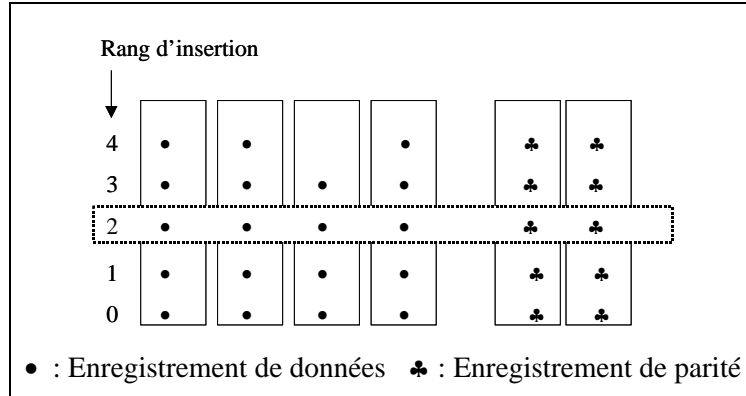 Rang d’insertion
4
3
2
1
0
● : Enregistrement de données ♣ : Enregistrement de parité